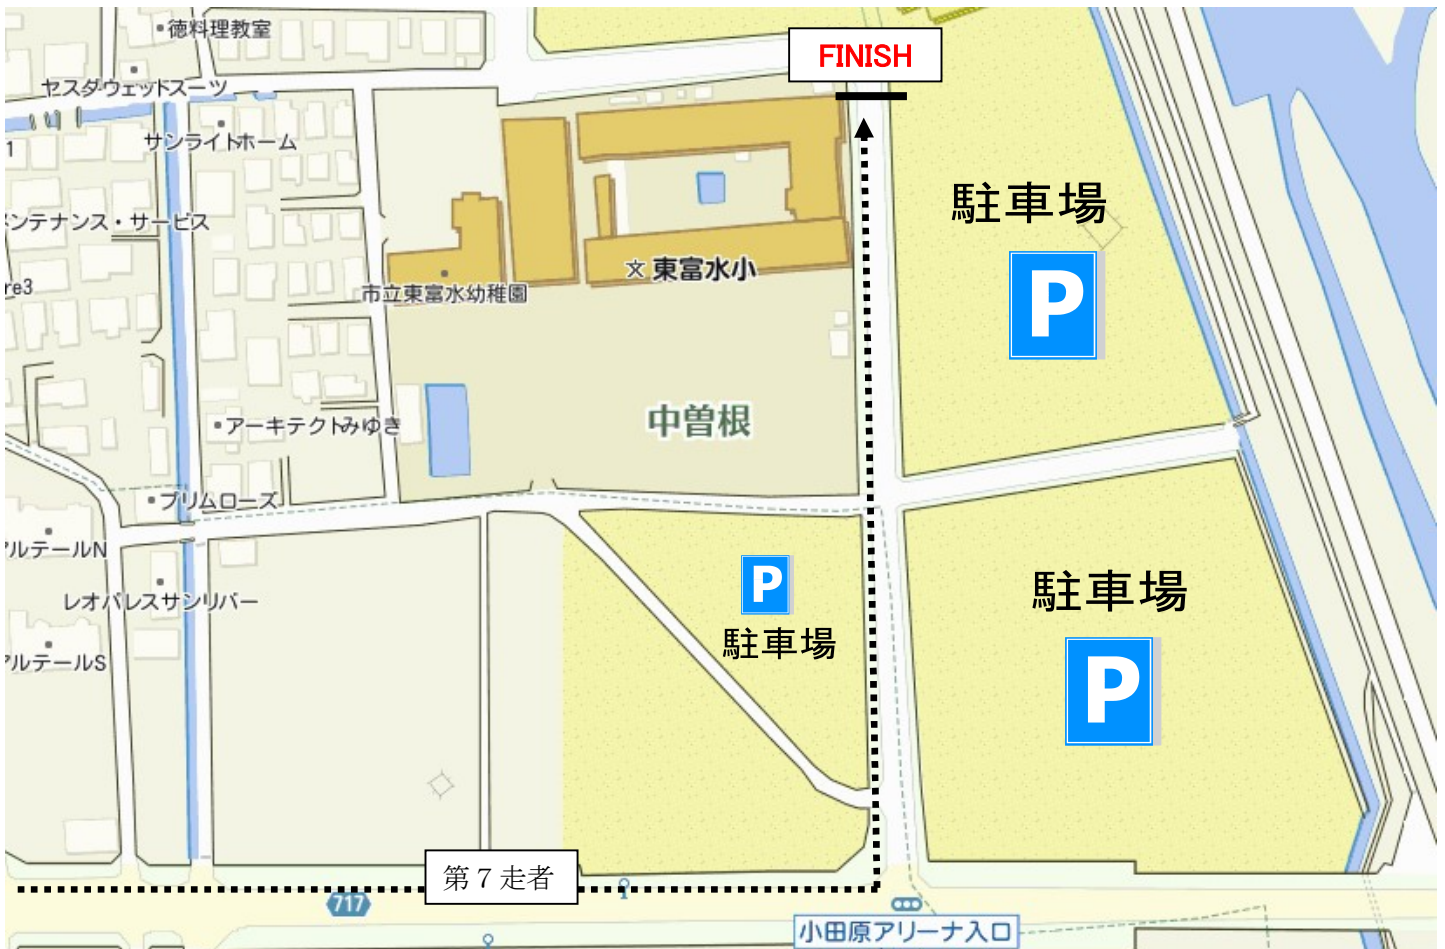 徳料理教室
FINISH
セスダウェットスーツ
サンライトホーム
1
駐車場
ンテナンス・サービス
P
東富水小
re3
市立東富水幼稚園
中曽根
アーキテクトみゆき
プリムローズ
ルテールN
P
駐車場
レオパレスサンリバー
駐車場
ルテールS
P
第７走者
717
小田原アリーナ入口